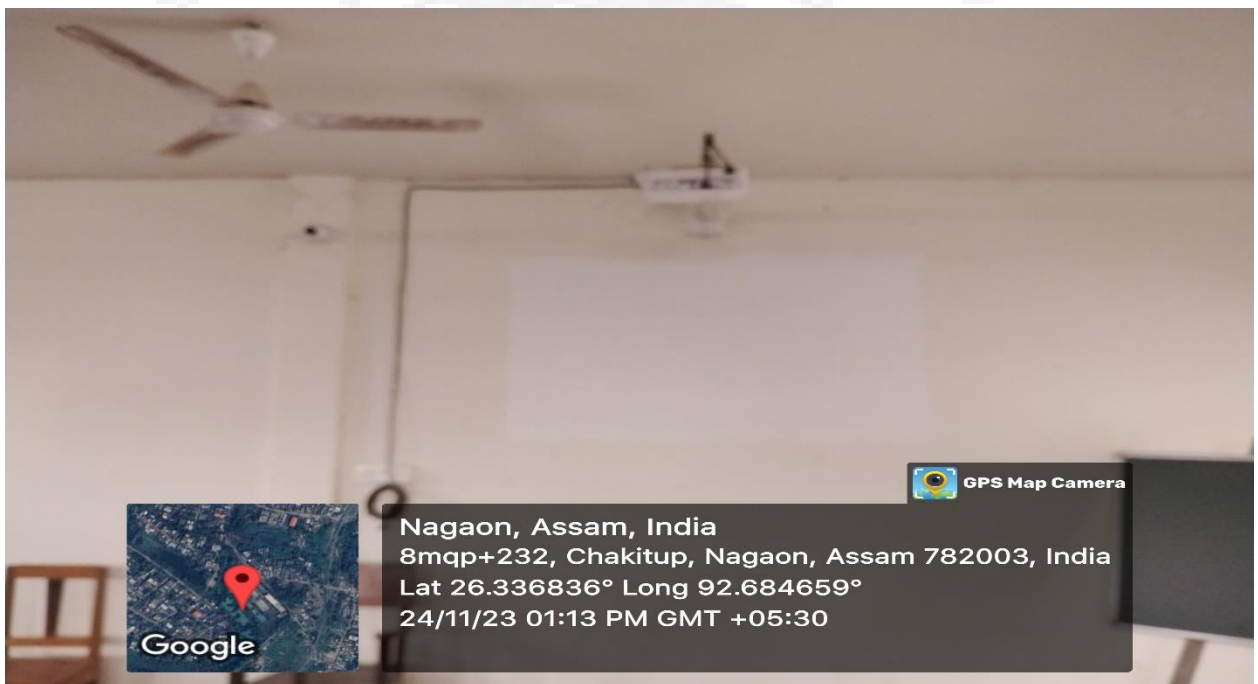 GPS Map Camera
Nagaon, Assam, India
8mqp+232, Chakitup, Nagaon, Assam 782003, India
Lat 26.336836° Long 92.684659°
24/11/23 01:13 PM GMT +05:30
Google